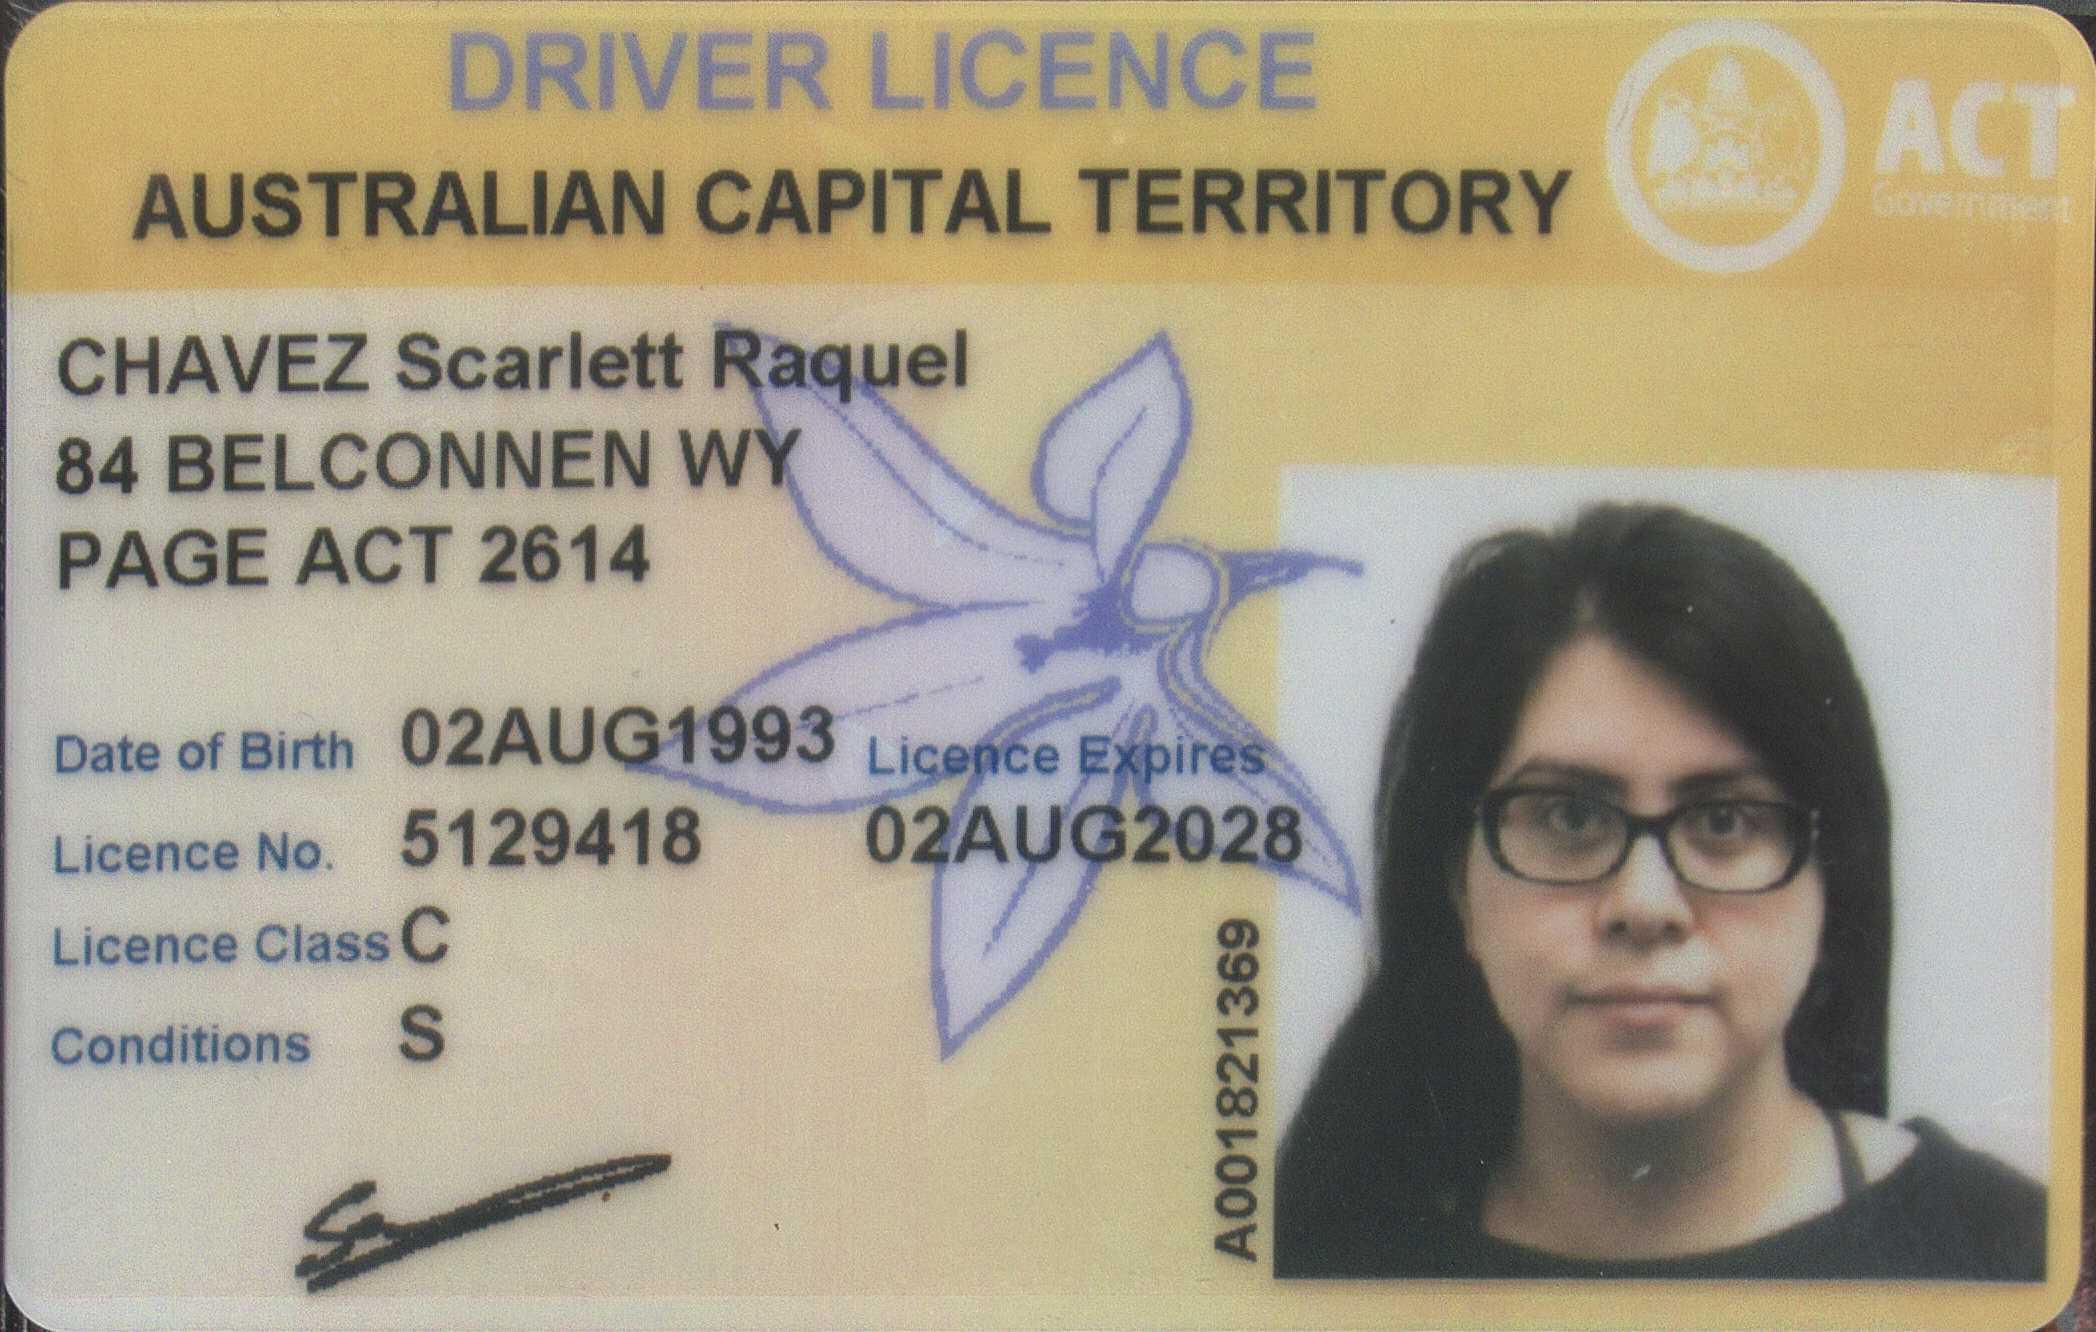 DRIVER LICENCE
AUSTRALIAN CAPITAL TERRITORY
ACT
Government
CHAVEZ Scarlett Raquel
84 BELCONNEN WY
PAGE ACT 2614
Date of Birth 02AUG1993 Licence Expires
Licence No. 5129418 02AUG2028
Licence Class C
Conditions S
A001821369